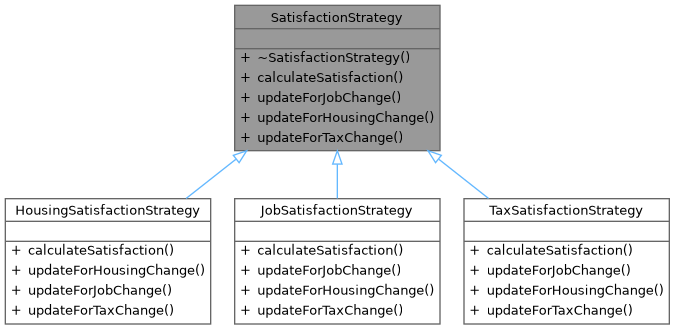 SatisfactionStrategy
+ ~SatisfactionStrategy()
+ calculateSatisfaction()
+ updateForJobChange()
+ updateForHousingChange()
+ updateForTaxChange()
HousingSatisfactionStrategy
+ calculateSatisfaction()
+ updateForHousingChange()
+ updateForJobChange()
+ updateForTaxChange()
JobSatisfactionStrategy
+ calculateSatisfaction()
+ updateForJobChange()
+ updateForHousingChange()
+ updateForTaxChange()
TaxSatisfactionStrategy
+ calculateSatisfaction()
+ updateForJobChange()
+ updateForHousingChange()
+ updateForTaxChange()